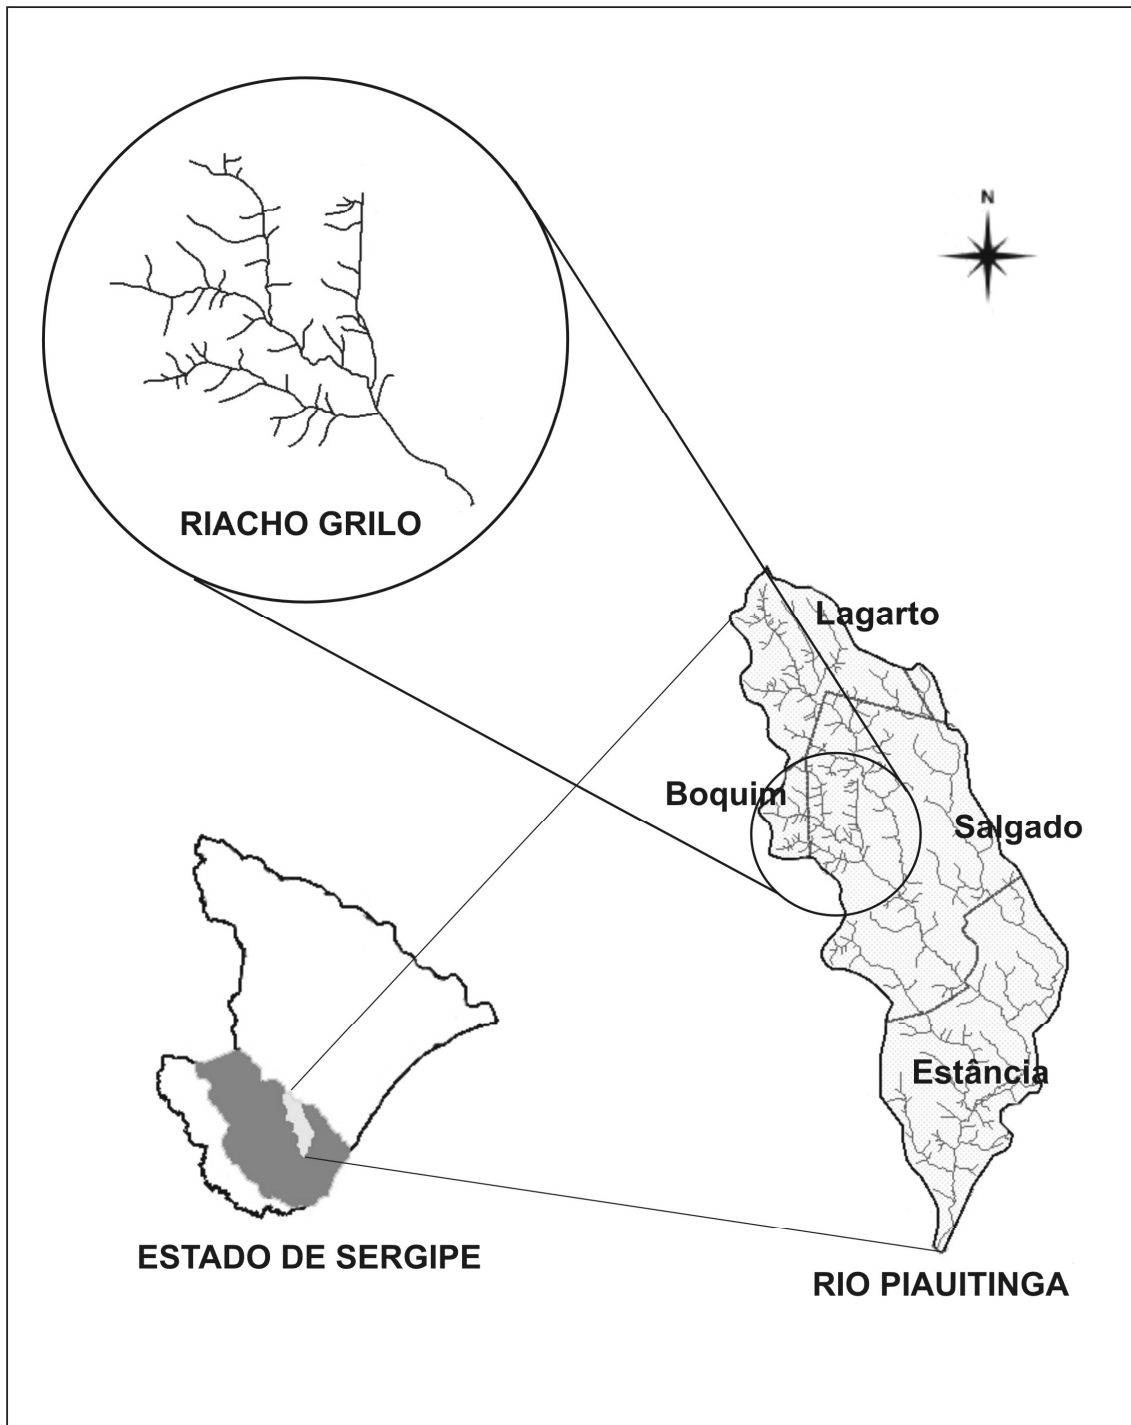 N
RIACHO GRILO
Lagarto
Boquim
Salgado
Estância
ESTADO DE SERGIPE
RIO PIAUITINGA